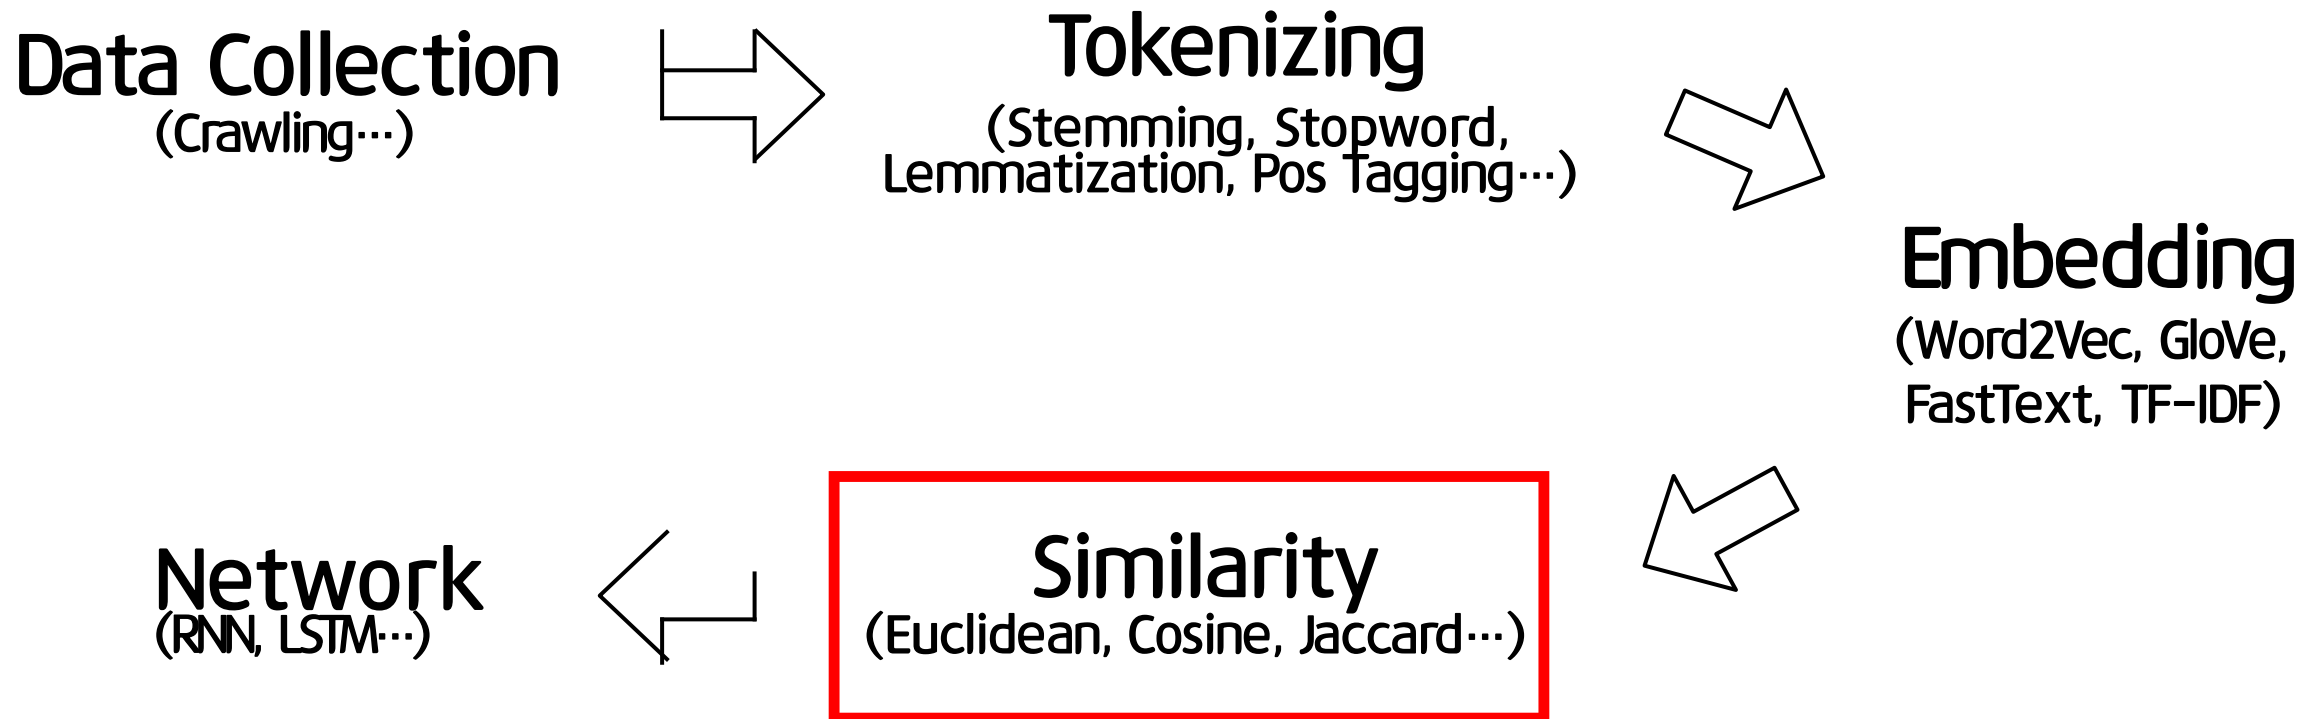 Data Collection
(Crawling…)
Tokenizing
(Stemming, Stopword,
Lemmatization, Pos Tagging…)
Embedding
(Word2Vec, GloVe,
FastText, TF-IDF)
Similarity
(Euclidean, Cosine, Jaccard…)
Network
(RNN, LSTM…)